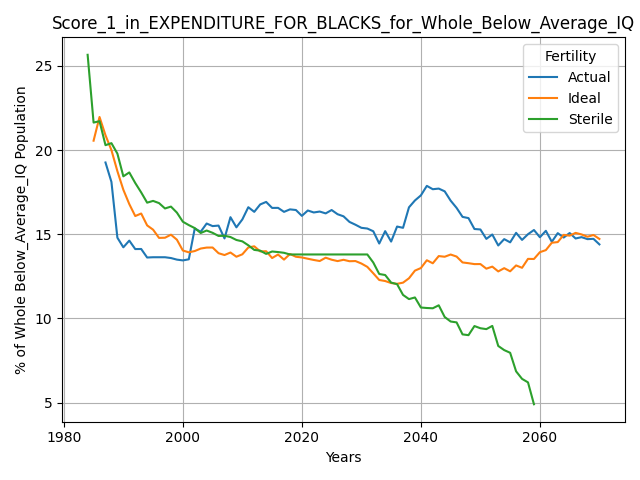 Score_1_in_EXPENDITURE_FOR_BLACKS_for_Whole_Below_Average_IQ
Fertility
Actual
Ideal
Sterile
% of Whole Below_Average_IQ Population
25
20
15
10
5
1980
2000
2020
2040
2060
Years